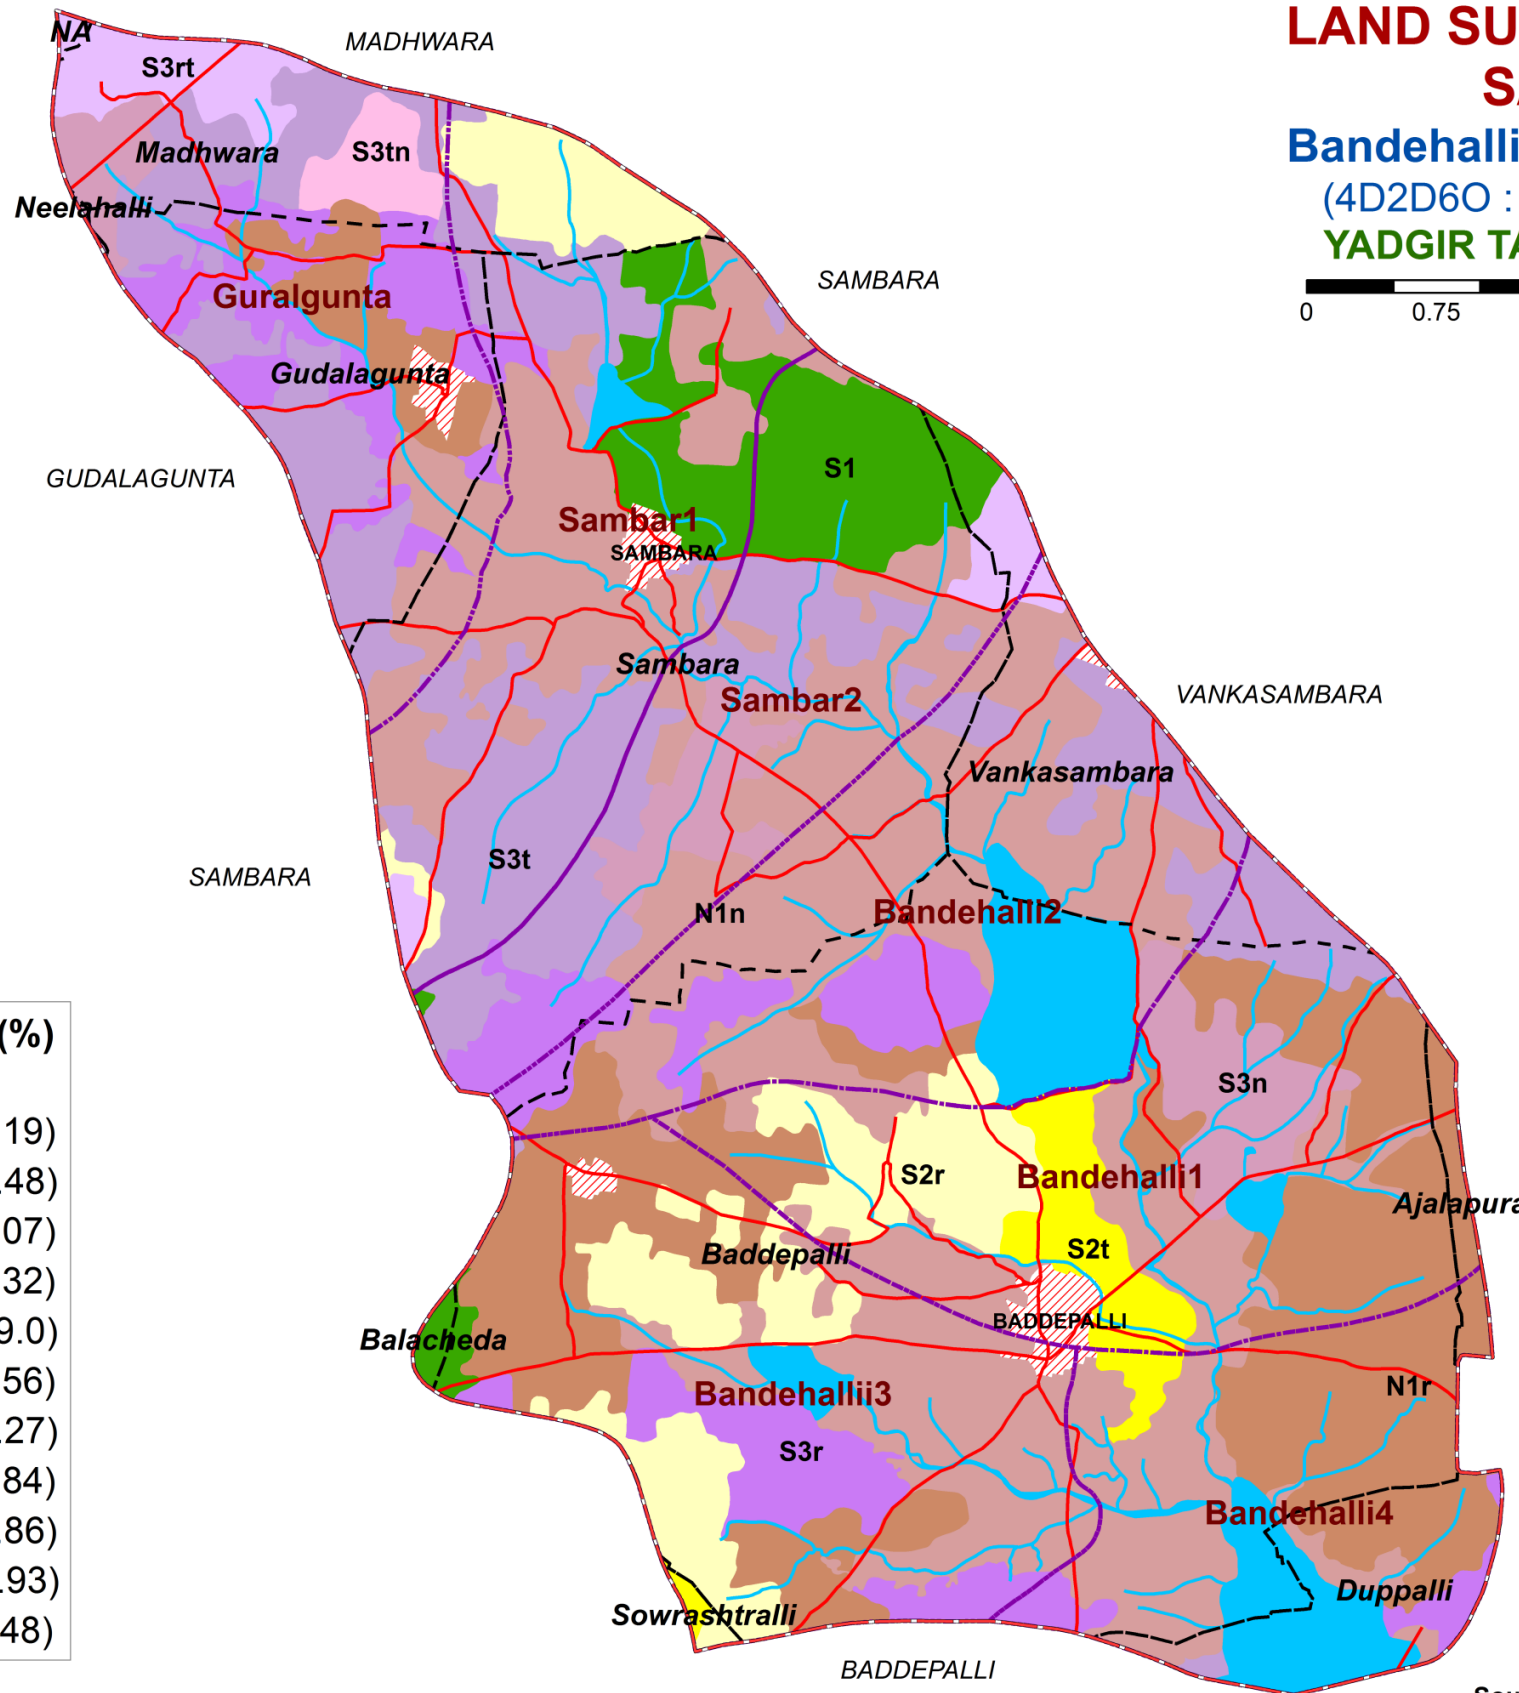 NA
MADHWARA
LAND SU
S3rt
Madhwara
S3tn
Bandehalli
Neelahalli
(4D2D6O :
YADGIR TA
Guralgunta
SAMBARA
0
0.75
Gudalagunta
GUDALAGUNTA
S1
Sambar1
SAMBARA
Sambara
Sambar2
VANKASAMBARA
Vankasambara
SAMBARA
S3t
N1n
Bandehalli2
(%)
S3n
19)
.48)
S2r
Bandehalli1
Ajalapura
07)
Baddepalli
S2t
32)
9.0)
BADDEPALLI
Balacheda
56)
N1r
Bandehallii3
.27)
S3r
84)
Bandehalli4
.86)
.93)
Duppalli
Sowrashtralli
48)
BADDEPALLI